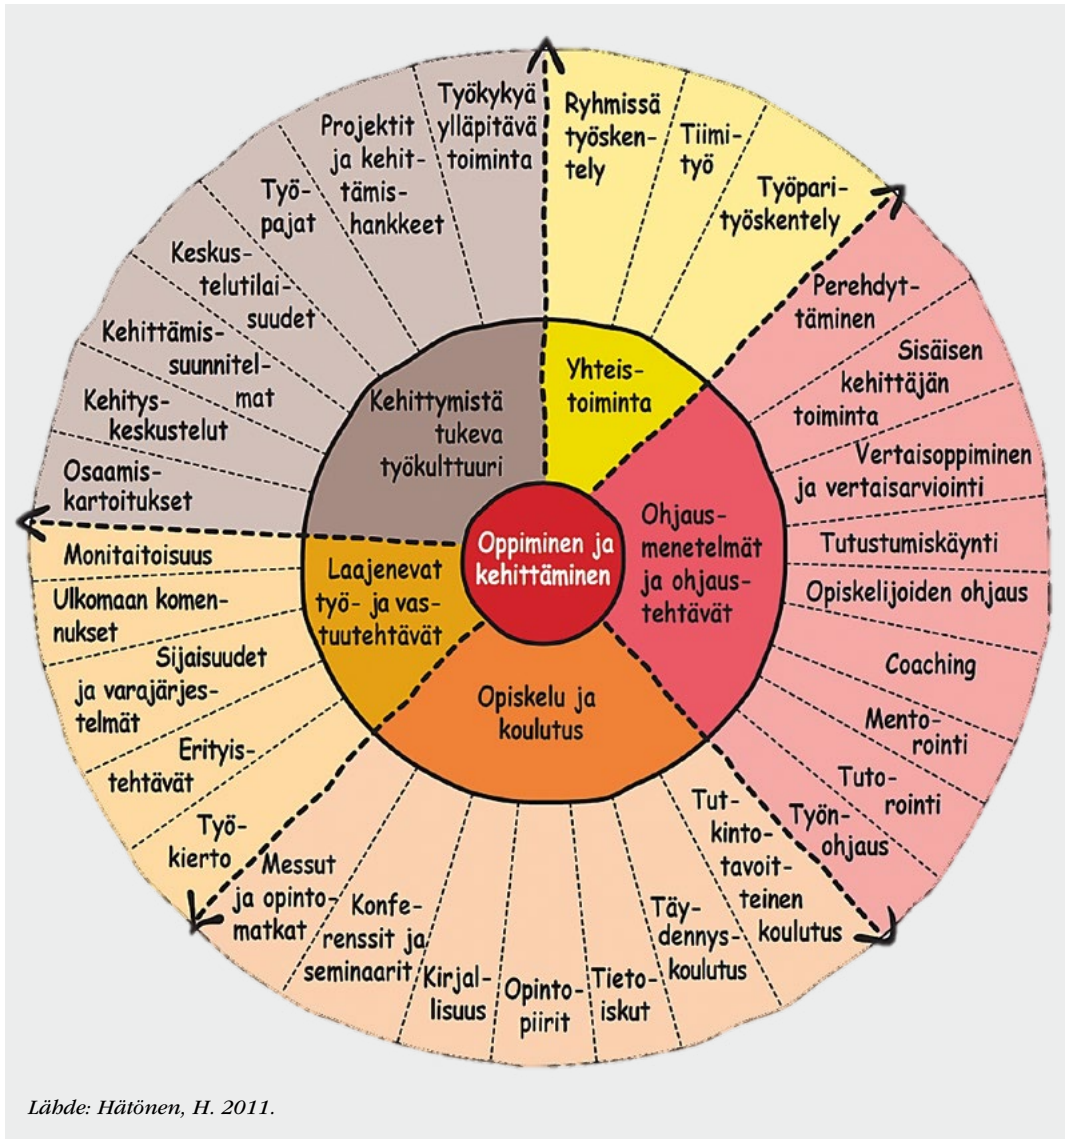 Oppiminen ja
kehittäminen
Yhteis-
toiminta
Ryhmissä
työsken-
tely
Tiimi-
työ
Työpari-
työskentely
Ohjaus-
menetelmät
ja ohjaus-
tehtävät
Perehdyt-
täminen
Sisäisen
kehittäjän
toiminta
Vertaisoppiminen
ja vertaisarviointi
Tutustumiskäynti
Opiskelijoiden ohjaus
Coaching
Mento-
rointi
Tuto-
rointi
Työn-
ohjaus
Opiskelu ja
koulutus
Tut-
kinto-
tavoit-
teinen
koulutus
Täy-
dennys-
koulutus
Tieto-
iskut
Opinto-
piirit
Kirjal-
lisuus
Konfe-
renssit ja
seminaarit
Messut
ja opinto-
matkat
Laajenevat
työ- ja vas-
tuutehtävät
Työ-
kierto
Erityis-
tehtävät
Sijaisuudet
ja varajärjes-
telmät
Ulkomaan komen-
nukset
Monitaitoisuus
Kehittymistä
tukeva
työkulttuuri
Osaamis-
kartoitukset
Kehitys-
keskustelut
Kehittämis-
suunnitel-
mat
Keskus-
telutilai-
suudet
Työ-
pajat
Projektit
ja kehit-
tämis-
hankkeet
Työkykyä
ylläpitävä
toiminta
Lähde: Hätönen, H. 2011.